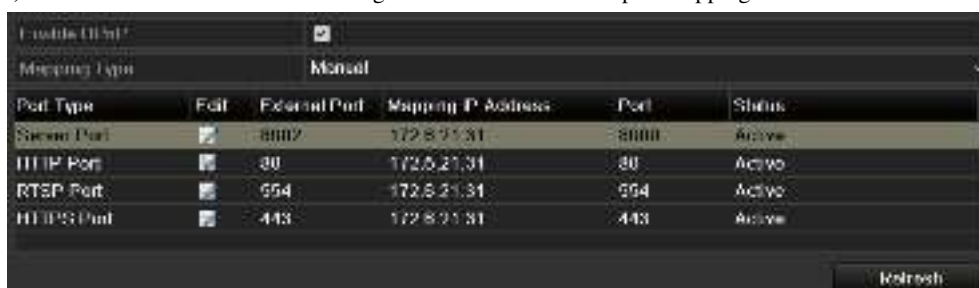 Enable UPnP
Mapping Type Manual
Port Type Edit External Port Mapping IP Address Port Status
Server Port 8002 172.6.21.31 8000 Active
HTTP Port 80 172.6.21.31 80 Active
RTSP Port 554 172.6.21.31 554 Active
HTTPS Port 443 172.6.21.31 443 Active
Refresh